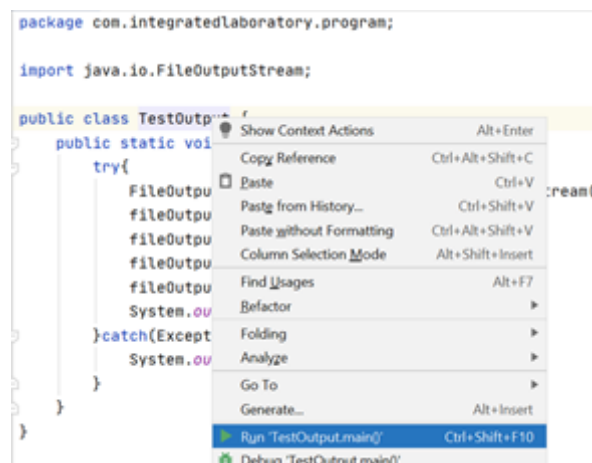 package com.integratedlaboratory.program;
import java.io.FileOutputStream;
public class TestOutput {
public static voi
try{
FileOutpu
tream(
fileOutpu
fileOutpu
fileOutpu
fileOutpu
System.ou
}catch(Except
System.ou
}
}
}
Show Context Actions Alt+Enter
Copy Reference Ctrl+Alt+Shift+C
Paste Ctrl+V
Paste from History... Ctrl+Shift+V
Paste without Formatting Ctrl+Alt+Shift+V
Column Selection Mode Alt+Shift+Insert
Find Usages Alt+F7
Refactor
Folding
Analyze
Go To
Generate... Alt+Insert
Run 'TestOutput.main()' Ctrl+Shift+F10
Debug 'TestOutput.main()'